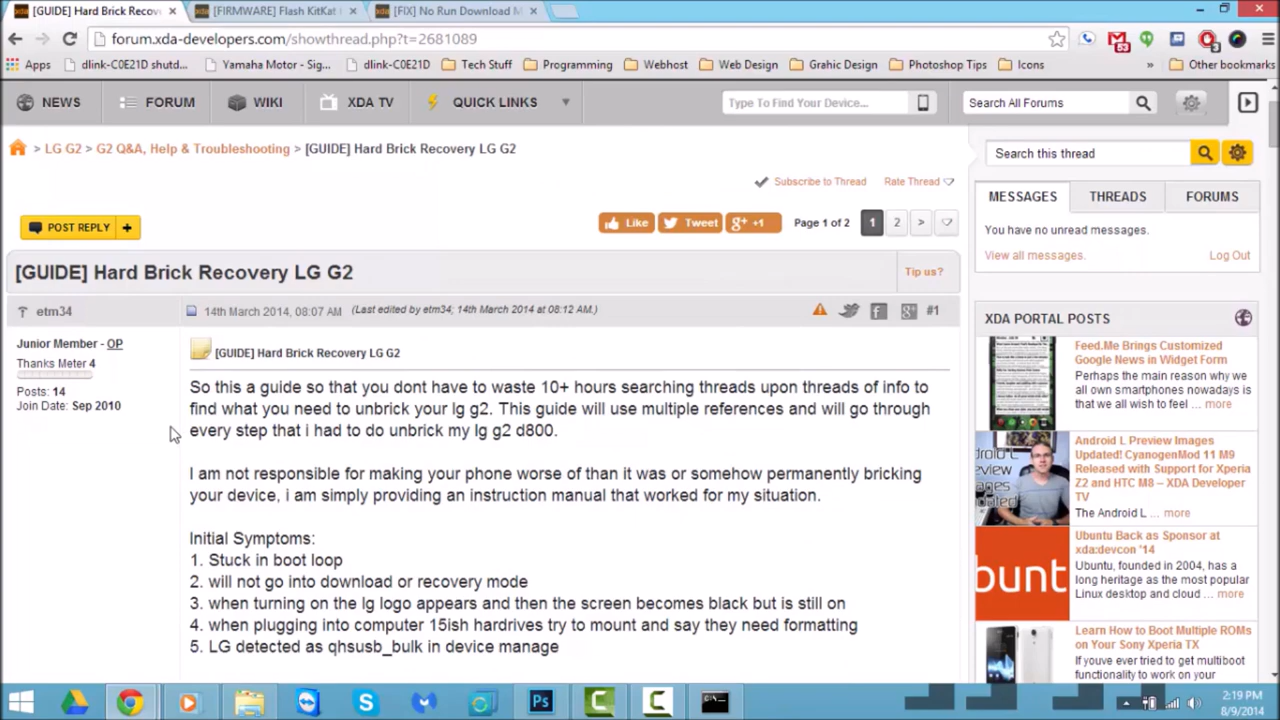 [GUIDE] Hard Brick Recov
[FIRMWARE] Flash KitKat
[FIX] No Run Download M
forum.xda-developers.com/showthread.php?t=2681089
Apps
dlink-C0E21D shutd...
Yamaha Motor - Sig...
dlink-C0E21D
Tech Stuff
Programming
Webhost
Web Design
Grahic Design
Photoshop Tips
Icons
»
Other bookmarks
NEWS
FORUM
WIKI
XDA TV
QUICK LINKS
Type To Find Your Device...
Search All Forums
> LG G2 > G2 Q&A, Help & Troubleshooting > [GUIDE] Hard Brick Recovery LG G2
Search this thread
Subscribe to Thread
Rate Thread
MESSAGES
THREADS
FORUMS
POST REPLY +
Like
Tweet
g+ +1
Page 1 of 2
1
2
>
You have no unread messages.
View all messages.
Log Out
[GUIDE] Hard Brick Recovery LG G2
Tip us?
etm34
14th March 2014, 08:07 AM (Last edited by etm34; 14th March 2014 at 08:12 AM.)
#1
XDA PORTAL POSTS
Junior Member - OP
Thanks Meter 4
Posts: 14
Join Date: Sep 2010
[GUIDE] Hard Brick Recovery LG G2
So this a guide so that you dont have to waste 10+ hours searching threads upon threads of info to
find what you need to unbrick your lg g2. This guide will use multiple references and will go through
every step that i had to do unbrick my lg g2 d800.
I am not responsible for making your phone worse of than it was or somehow permanently bricking
your device, i am simply providing an instruction manual that worked for my situation.
Initial Symptoms:
1. Stuck in boot loop
2. will not go into download or recovery mode
3. when turning on the lg logo appears and then the screen becomes black but is still on
4. when plugging into computer 15ish hardrives try to mount and say they need formatting
5. LG detected as qhsusb_bulk in device manage
Feed.Me Brings Customized
Google News in Widget Form
Perhaps the main reason why we
all own smartphones nowadays is
that we all wish to feel ... more
Android L Preview Images
Updated! CyanogenMod 11 M9
Released with Support for Xperia
Z2 and HTC M8 – XDA Developer
TV
The Android L ... more
Ubuntu Back as Sponsor at
xda:devcon '14
Ubuntu, founded in 2004, has a
long heritage as the most popular
Linux desktop and cloud ... more
Learn How to Boot Multiple ROMs
on Your Sony Xperia TX
If youve ever tried to get multiboot
functionality to work on your
2:19 PM
8/9/2014